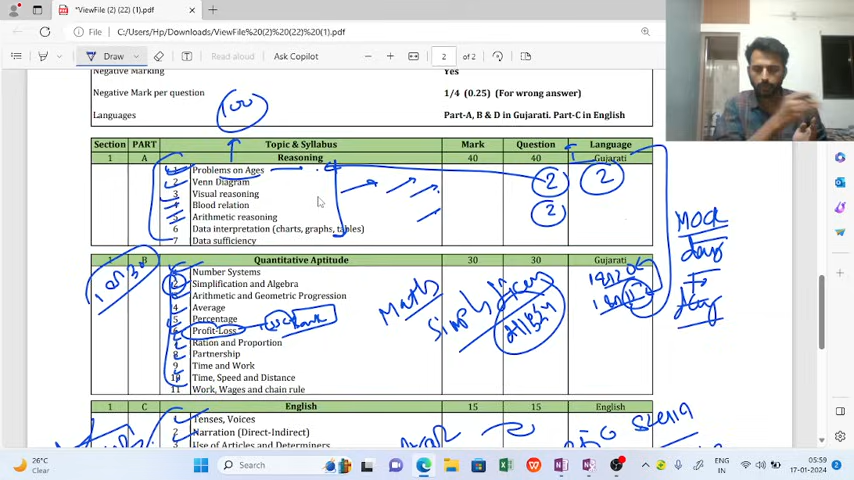 *ViewFile (2) (22) (1).pdf
File C:/Users/Hp/Downloads/ViewFile%20(2)%20(22)%20(1).pdf
Draw Read aloud Ask Copilot 2 of 2
Negative Marking Yes
Negative Mark per question 1/4 (0.25) (For wrong answer)
Languages Part-A, B & D in Gujarati. Part-C in English
100
Section PART Topic & Syllabus Mark Question Language
1 A Reasoning 40 40 Gujarati
1 Problems on Ages
2 Venn Diagram 2 2
3 Visual reasoning
4 Blood relation
5 Arithmetic reasoning 2
6 Data interpretation (charts, graphs, tables)
7 Data sufficiency
Mock
day
day
1 B Quantitative Aptitude 30 30 Gujarati
Number Systems
2 Simplification and Algebra
Arithmetic and Geometric Progression
4 Average
5 Percentage
6 Profit-Loss
Ration and Proportion
8 Partnership
9 Time and Work
10 Time, Speed and Distance
11 Work, Wages and chain rule
Maths
1 C English 15 15 English
1 Tenses, Voices
2 Narration (Direct-Indirect)
Use of Articles and Determiners
26°C
Clear
Search
ENG
IN
05:59
17-01-2024